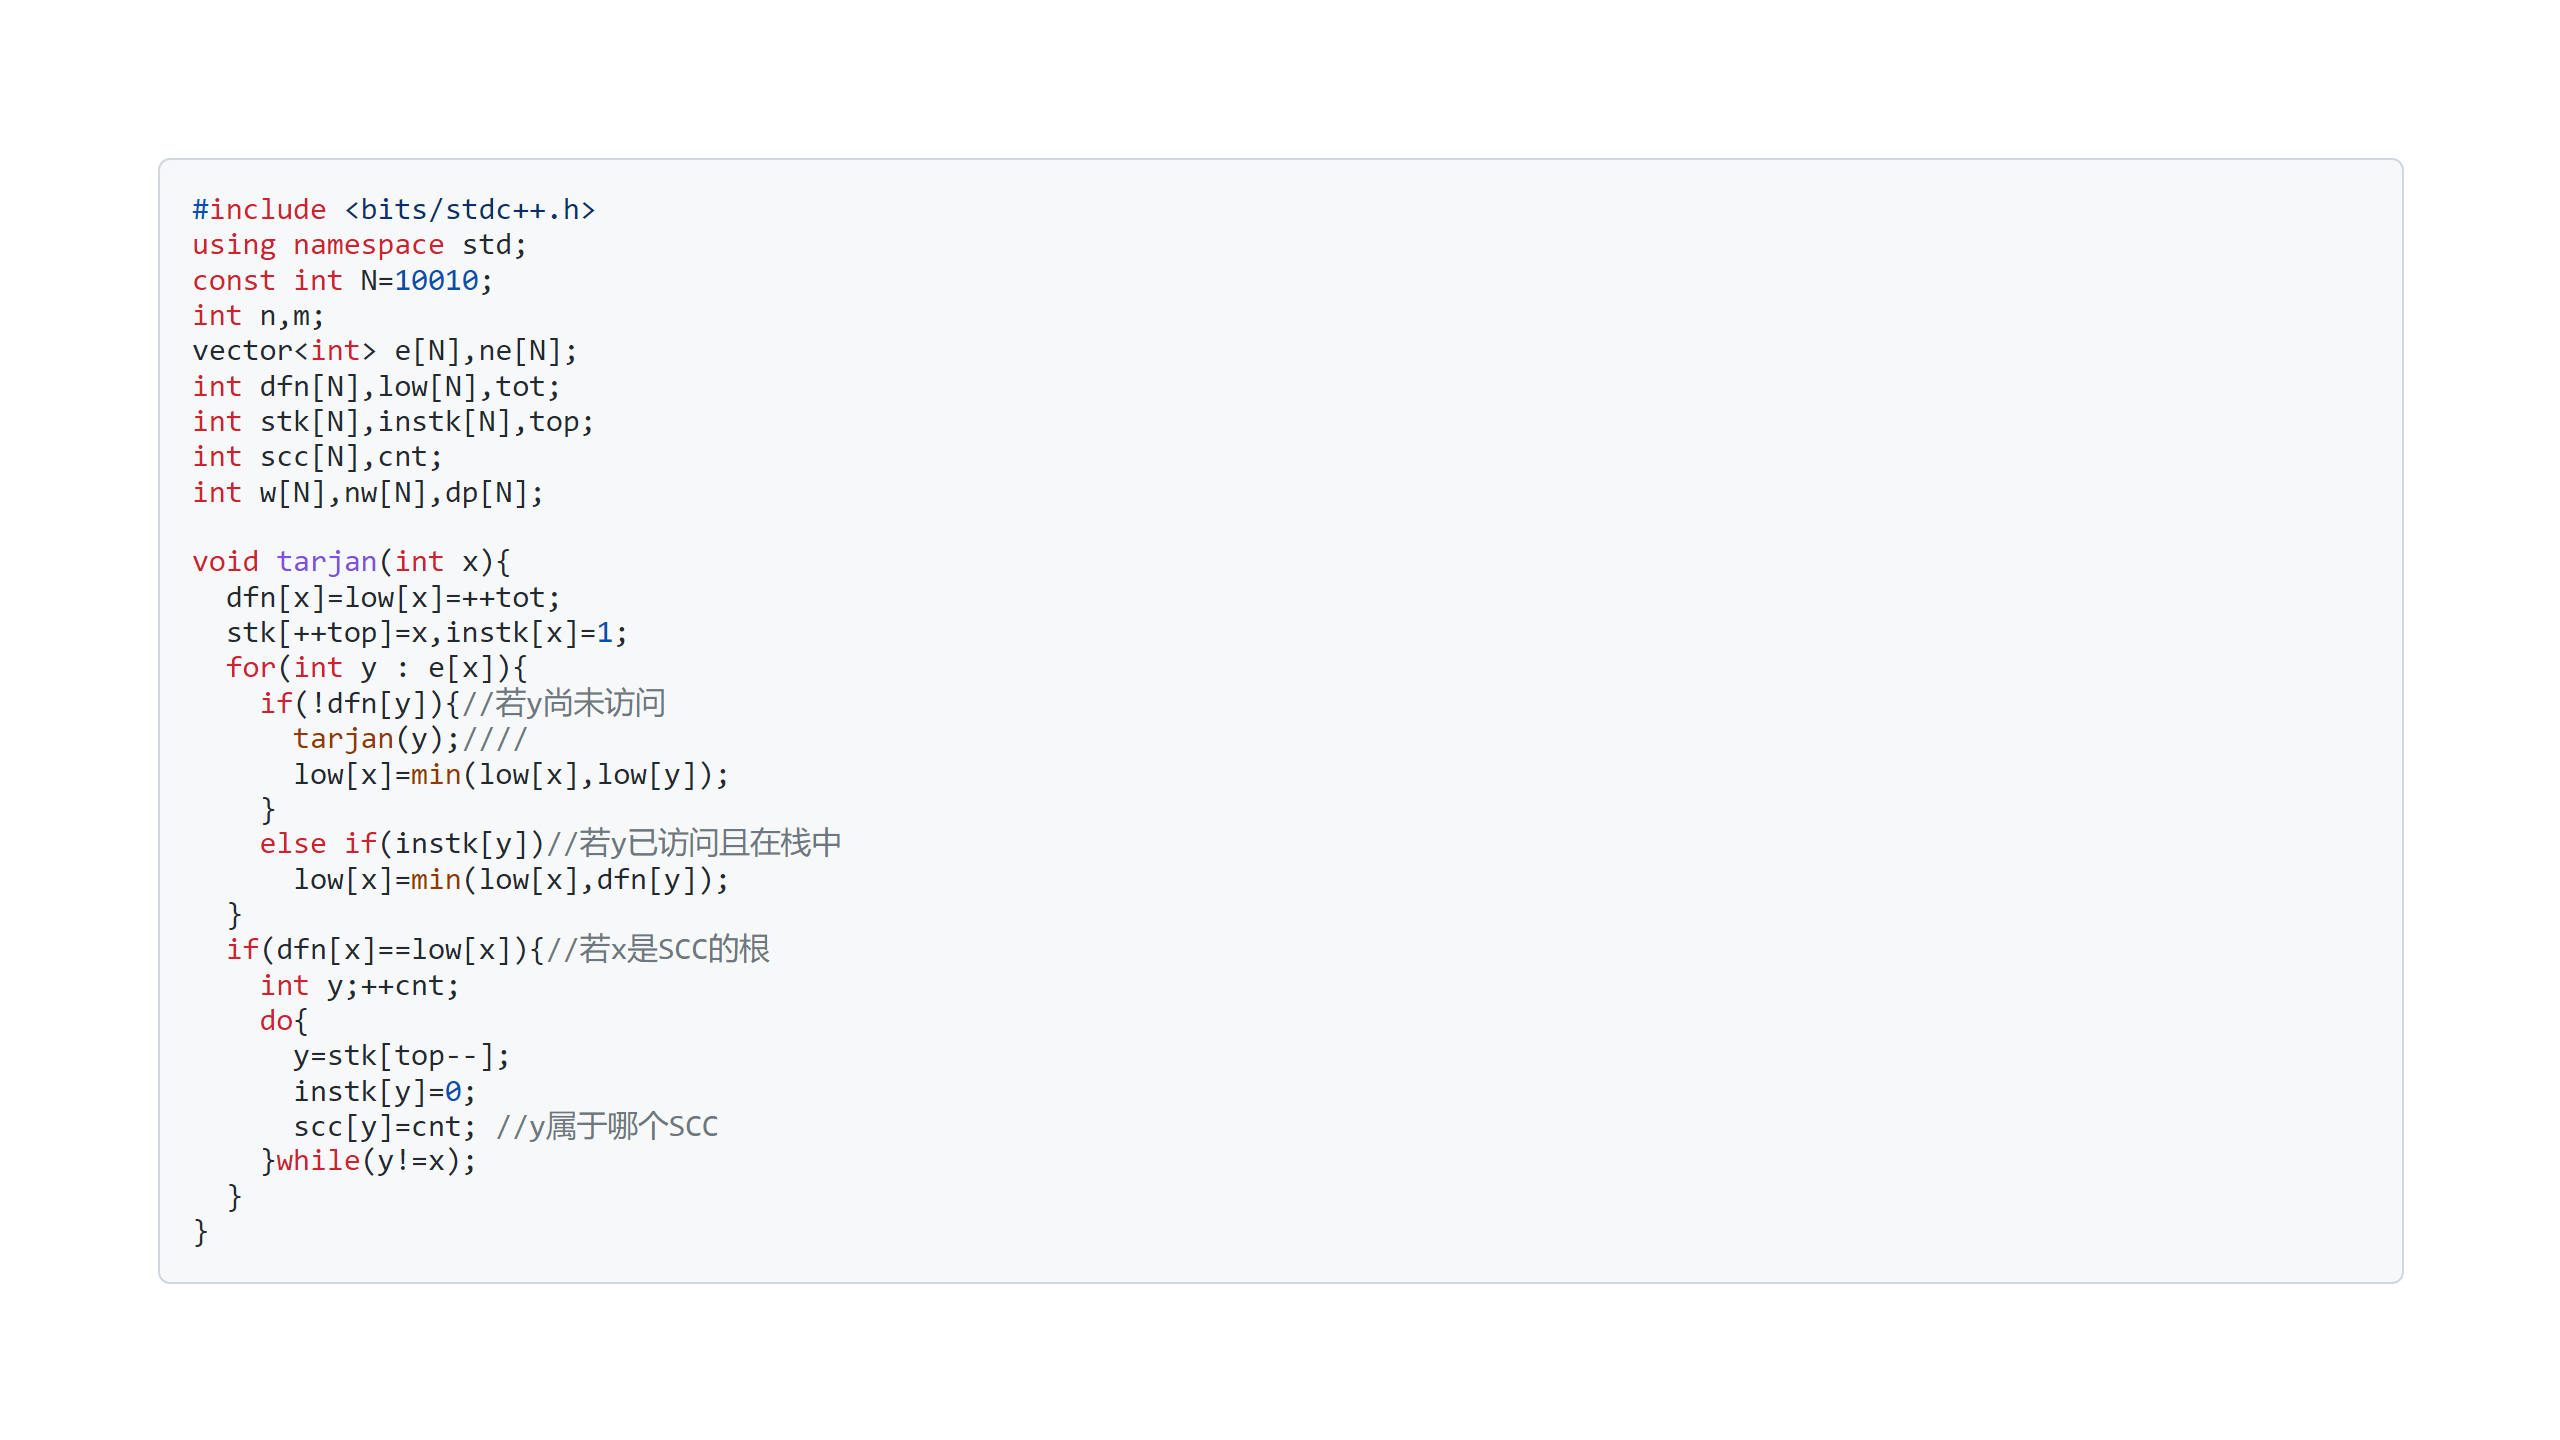 #include <bits/stdc++.h>
using namespace std;
const int N=10010;
int n,m;
vector<int> e[N],ne[N];
int dfn[N],low[N],tot;
int stk[N],instk[N],top;
int scc[N],cnt;
int w[N],nw[N],dp[N];

void tarjan(int x){
  dfn[x]=low[x]=++tot;
  stk[++top]=x,instk[x]=1;
  for(int y : e[x]){
    if(!dfn[y]){//若y尚未访问
      tarjan(y);////
      low[x]=min(low[x],low[y]);
    }
    else if(instk[y])//若y已访问且在栈中
      low[x]=min(low[x],dfn[y]);
  }
  if(dfn[x]==low[x]){//若x是SCC的根
    int y;++cnt;
    do{
      y=stk[top--];
      instk[y]=0;
      scc[y]=cnt; //y属于哪个SCC
    }while(y!=x);
  }
}